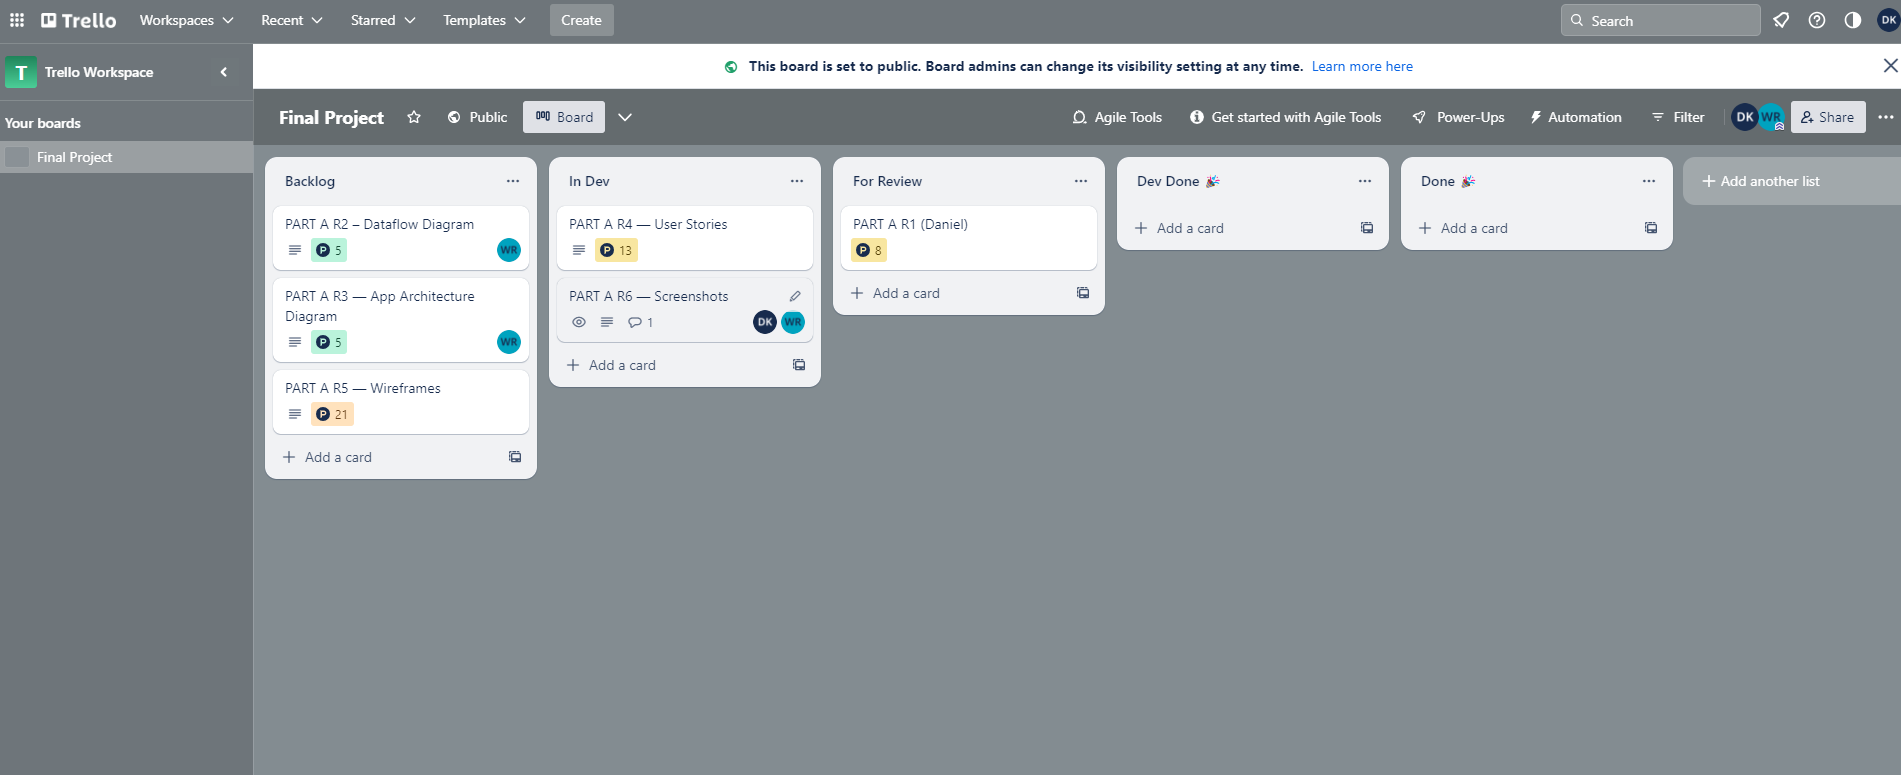 Trello Workspaces Recent Starred Templates Create Search DK
T Trello Workspace
This board is set to public. Board admins can change its visibility setting at any time. Learn more here
Your boards
Final Project
Final Project Public Board Agile Tools Get started with Agile Tools Power-Ups Automation Filter DK WR Share
Backlog
PART A R2 – Dataflow Diagram
P 5 WR
PART A R3 — App Architecture
Diagram
P 5 WR
PART A R5 — Wireframes
P 21
+ Add a card
In Dev
PART A R4 — User Stories
P 13
PART A R6 — Screenshots
1 DK WR
+ Add a card
For Review
PART A R1 (Daniel)
P 8
+ Add a card
Dev Done 🎉
+ Add a card
Done 🎉
+ Add a card
+ Add another list